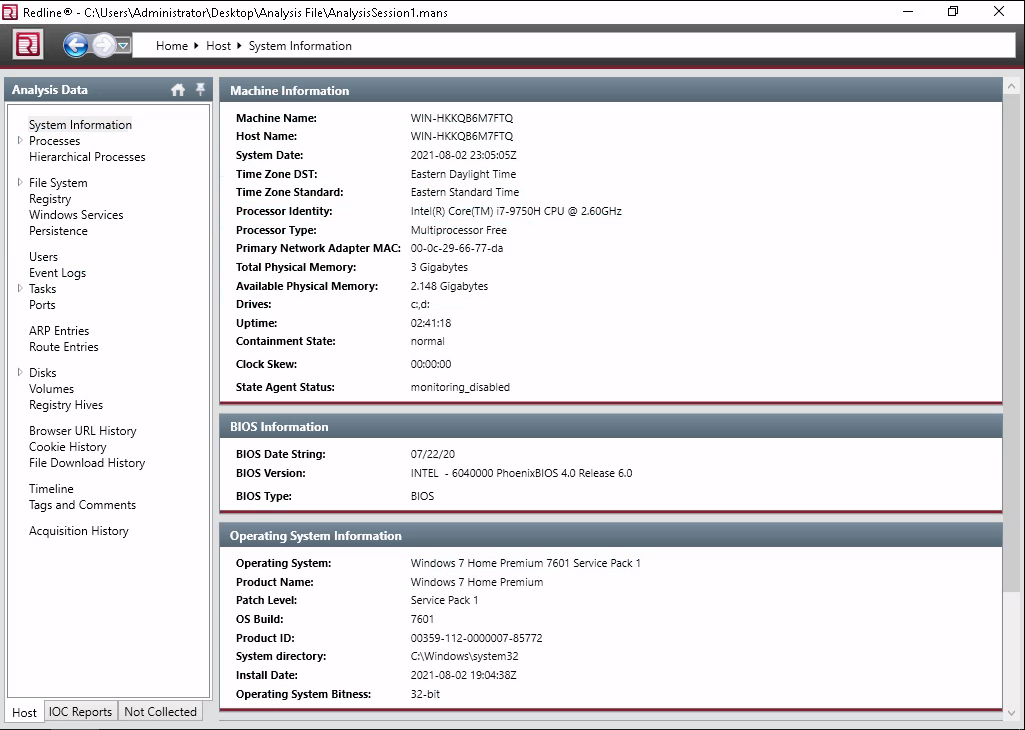 Redline® - C:\Users\Administrator\Desktop\Analysis File\AnalysisSession1.mans
Home Host System Information
Analysis Data
System Information
Processes
Hierarchical Processes
File System
Registry
Windows Services
Persistence
Users
Event Logs
Tasks
Ports
ARP Entries
Route Entries
Disks
Volumes
Registry Hives
Browser URL History
Cookie History
File Download History
Timeline
Tags and Comments
Acquisition History
Host IOC Reports Not Collected
Machine Information
Machine Name: WIN-HKKQB6M7FTQ
Host Name: WIN-HKKQB6M7FTQ
System Date: 2021-08-02 23:05:05Z
Time Zone DST: Eastern Daylight Time
Time Zone Standard: Eastern Standard Time
Processor Identity: Intel(R) Core(TM) i7-9750H CPU @ 2.60GHz
Processor Type: Multiprocessor Free
Primary Network Adapter MAC: 00-0c-29-66-77-da
Total Physical Memory: 3 Gigabytes
Available Physical Memory: 2.148 Gigabytes
Drives: c:,d:
Uptime: 02:41:18
Containment State: normal
Clock Skew: 00:00:00
State Agent Status: monitoring_disabled
BIOS Information
BIOS Date String: 07/22/20
BIOS Version: INTEL - 6040000 PhoenixBIOS 4.0 Release 6.0
BIOS Type: BIOS
Operating System Information
Operating System: Windows 7 Home Premium 7601 Service Pack 1
Product Name: Windows 7 Home Premium
Patch Level: Service Pack 1
OS Build: 7601
Product ID: 00359-112-0000007-85772
System directory: C:\Windows\system32
Install Date: 2021-08-02 19:04:38Z
Operating System Bitness: 32-bit